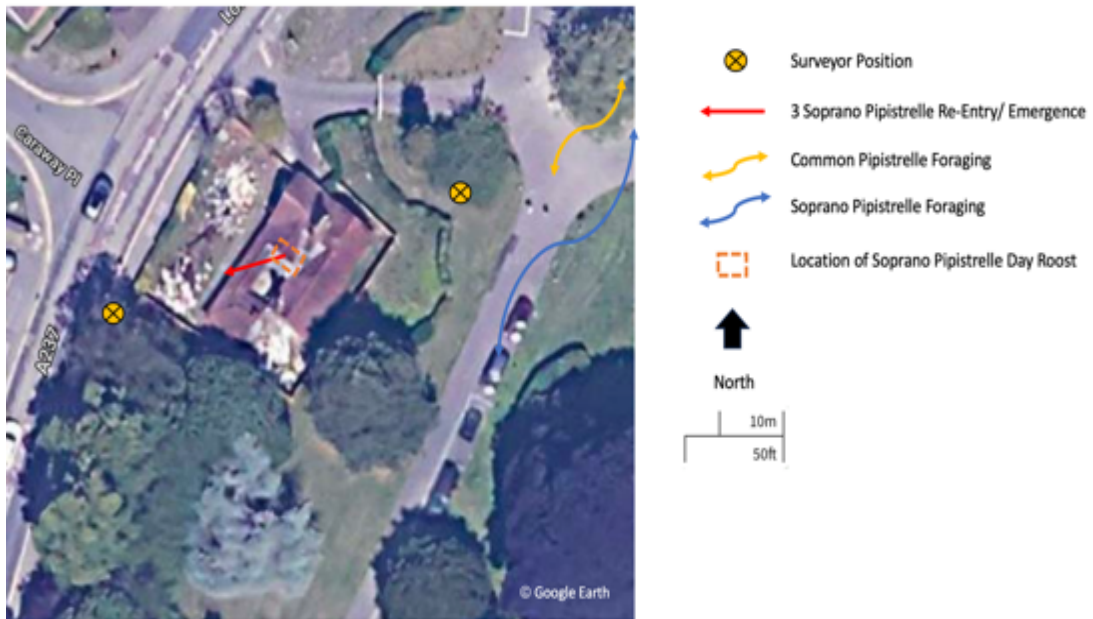 Caraway Pl
A237
© Google Earth
Surveyor Position
3 Soprano Pipistrelle Re-Entry/ Emergence
Common Pipistrelle Foraging
Soprano Pipistrelle Foraging
Location of Soprano Pipistrelle Day Roost
North
10m
50ft